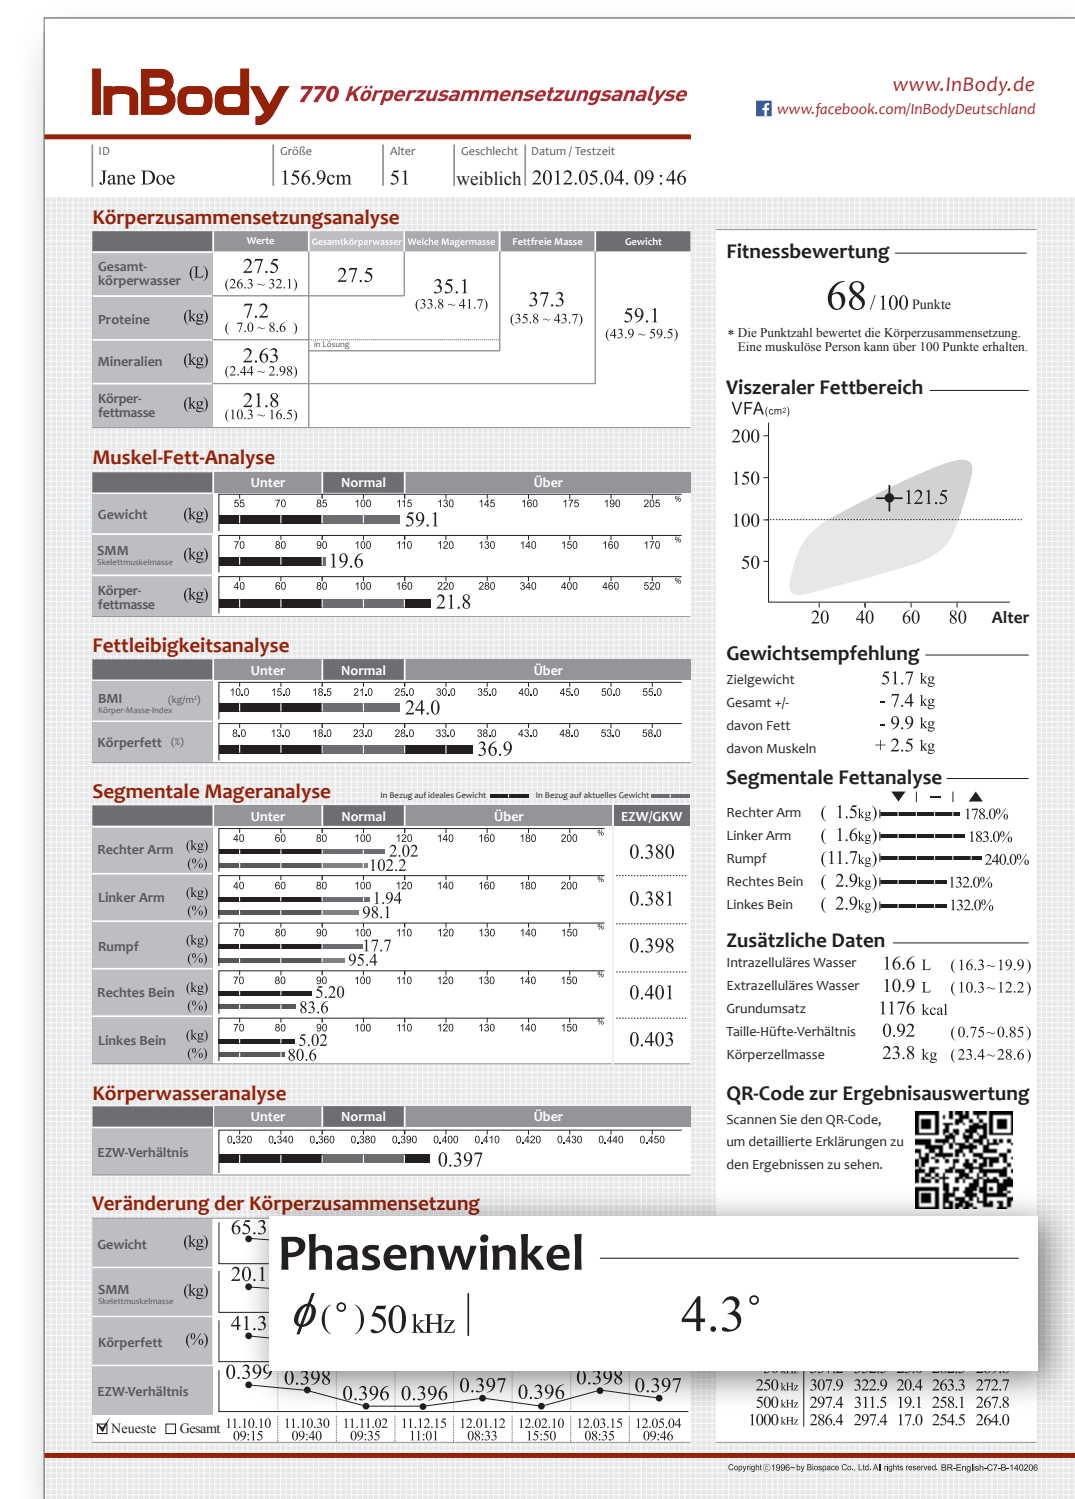 InBody 770 Körperzusammensetzungsanalyse
www.InBody.de
www.facebook.com/InBodyDeutschland
ID Größe Alter Geschlecht Datum / Testzeit
Jane Doe 156.9cm 51 weiblich 2012.05.04. 09 : 46
Körperzusammensetzungsanalyse
Werte Gesamtkörperwasser Weiche Magermasse Fettfreie Masse Gewicht
Gesamt-körperwasser (L) 27.5 (26.3 ~ 32.1) 27.5 35.1 (33.8 ~ 41.7) 37.3 (35.8 ~ 43.7) 59.1 (43.9 ~ 59.5)
Proteine (kg) 7.2 ( 7.0 ~ 8.6 )
in Lösung
Mineralien (kg) 2.63 (2.44 ~ 2.98)
Körper-fettmasse (kg) 21.8 (10.3 ~ 16.5)
Muskel-Fett-Analyse
Unter Normal Über
Gewicht (kg) 55 70 85 100 115 130 145 160 175 190 205 %
59.1
SMM Skelettmuskelmasse (kg) 70 80 90 100 110 120 130 140 150 160 170 %
19.6
Körper-fettmasse (kg) 40 60 80 100 160 220 280 340 400 460 520 %
21.8
Fettleibigkeitsanalyse
Unter Normal Über
BMI (kg/m²) Körper-Masse-Index 10.0 15.0 18.5 21.0 25.0 30.0 35.0 40.0 45.0 50.0 55.0
24.0
Körperfett (%) 8.0 13.0 18.0 23.0 28.0 33.0 38.0 43.0 48.0 53.0 58.0
36.9
Segmentale Mageranalyse In Bezug auf ideales Gewicht In Bezug auf aktuelles Gewicht
Unter Normal Über EZW/GKW
Rechter Arm (kg) (%) 40 60 80 100 120 140 160 180 200 %
2.02
102.2
0.380
Linker Arm (kg) (%) 40 60 80 100 120 140 160 180 200 %
1.94
98.1
0.381
Rumpf (kg) (%) 70 80 90 100 110 120 130 140 150 %
17.7
95.4
0.398
Rechtes Bein (kg) (%) 70 80 90 100 110 120 130 140 150 %
5.20
83.6
0.401
Linkes Bein (kg) (%) 70 80 90 100 110 120 130 140 150 %
5.02
80.6
0.403
Körperwasseranalyse
Unter Normal Über
EZW-Verhältnis 0.320 0.340 0.360 0.380 0.390 0.400 0.410 0.420 0.430 0.440 0.450
0.397
Veränderung der Körperzusammensetzung
Gewicht (kg) 65.3
SMM Skelettmuskelmasse (kg) 20.1
Körperfett (%) 41.3
EZW-Verhältnis 0.399 0.398 0.396 0.396 0.397 0.396 0.398 0.397
Neueste Gesamt 11.10.10 11.10.30 11.11.02 11.12.15 12.01.12 12.02.10 12.03.15 12.05.04
09:15 09:40 09:35 11:01 08:33 15:50 08:35 09:46
Fitnessbewertung
68 /100 Punkte
* Die Punktzahl bewertet die Körperzusammensetzung.
Eine muskulöse Person kann über 100 Punkte erhalten.
Viszeraler Fettbereich
VFA(cm²)
200
150
121.5
100
50
20 40 60 80 Alter
Gewichtsempfehlung
Zielgewicht 51.7 kg
Gesamt +/- - 7.4 kg
davon Fett - 9.9 kg
davon Muskeln + 2.5 kg
Segmentale Fettanalyse
Rechter Arm ( 1.5kg) 178.0%
Linker Arm ( 1.6kg) 183.0%
Rumpf (11.7kg) 240.0%
Rechtes Bein ( 2.9kg) 132.0%
Linkes Bein ( 2.9kg) 132.0%
Zusätzliche Daten
Intrazelluläres Wasser 16.6 L (16.3~19.9)
Extrazelluläres Wasser 10.9 L (10.3~12.2)
Grundumsatz 1176 kcal
Taille-Hüfte-Verhältnis 0.92 (0.75~0.85)
Körperzellmasse 23.8 kg (23.4~28.6)
QR-Code zur Ergebnisauswertung
Scannen Sie den QR-Code,
um detaillierte Erklärungen zu
den Ergebnissen zu sehen.
Phasenwinkel
ϕ(°)50 kHz | 4.3°
250 kHz 307.9 322.9 20.4 263.3 272.7
500 kHz 297.4 311.5 19.1 258.1 267.8
1000 kHz 286.4 297.4 17.0 254.5 264.0
Copyright ©1996~ by Biospace Co., Ltd. All rights reserved. BR-English-C7-B-140206